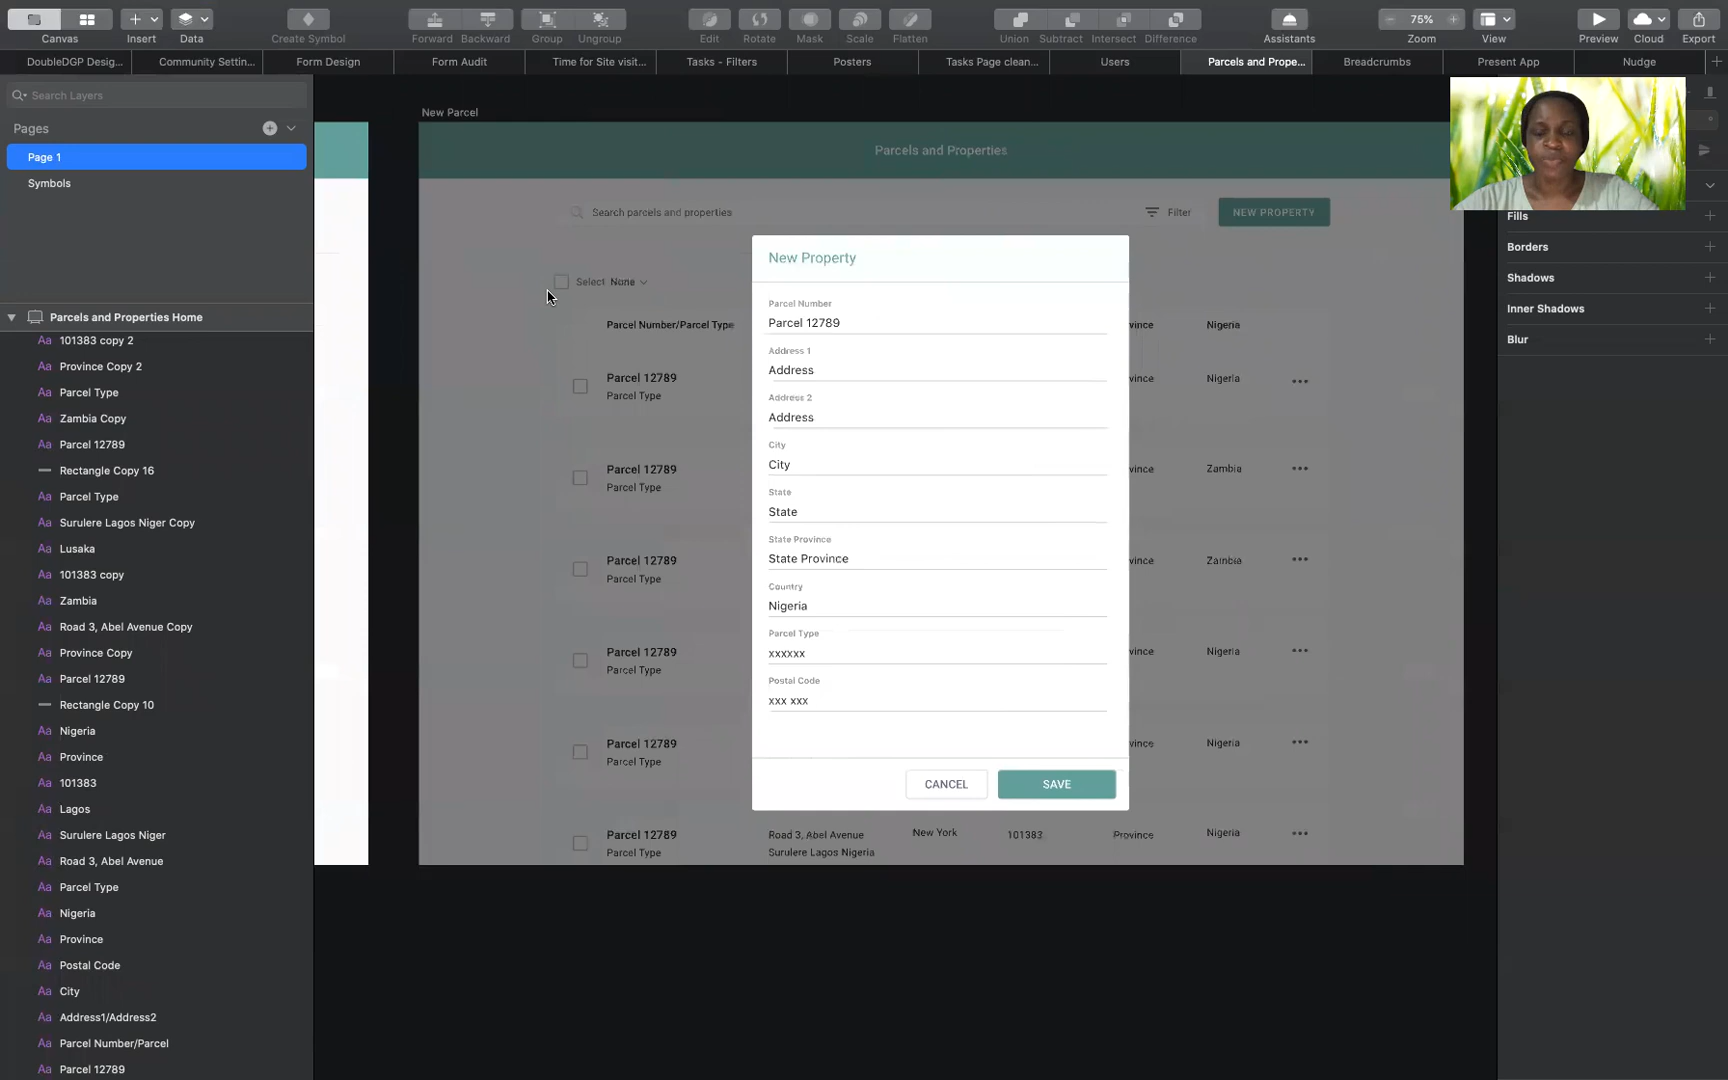 Canvas
Insert
Data
Create Symbol
Forward
Backward
Group
Ungroup
Edit
Rotate
Mask
Scale
Flatten
Union
Subtract
Intersect
Difference
Assistants
75%
Zoom
View
Preview
Cloud
Export
DoubleDGP Desig...
Community Settin...
Form Design
Form Audit
Time for Site visit...
Tasks - Filters
Posters
Tasks Page clean...
Users
Parcels and Prope...
Breadcrumbs
Present App
Nudge
Search Layers
Pages
Page 1
Symbols
Parcels and Properties Home
101383 copy 2
Province Copy 2
Parcel Type
Zambia Copy
Parcel 12789
Rectangle Copy 16
Parcel Type
Surulere Lagos Niger Copy
Lusaka
101383 copy
Zambia
Road 3, Abel Avenue Copy
Province Copy
Parcel 12789
Rectangle Copy 10
Nigeria
Province
101383
Lagos
Surulere Lagos Niger
Road 3, Abel Avenue
Parcel Type
Nigeria
Province
Postal Code
City
Address1/Address2
Parcel Number/Parcel
Parcel 12789
New Parcel
Parcels and Properties
Search parcels and properties
Filter
NEW PROPERTY
Select None
Parcel Number/Parcel Type
vince
Nigeria
Parcel 12789
Parcel Type
vince
Nigeria
Parcel 12789
Parcel Type
vince
Zambia
Parcel 12789
Parcel Type
vince
Zambia
Parcel 12789
Parcel Type
vince
Nigeria
Parcel 12789
Parcel Type
vince
Nigeria
Parcel 12789
Parcel Type
Road 3, Abel Avenue
Surulere Lagos Nigeria
New York
101383
Province
Nigeria
New Property
Parcel Number
Parcel 12789
Address 1
Address
Address 2
Address
City
City
State
State
State Province
State Province
Country
Nigeria
Parcel Type
xxxxxx
Postal Code
xxx xxx
CANCEL
SAVE
Fills
Borders
Shadows
Inner Shadows
Blur